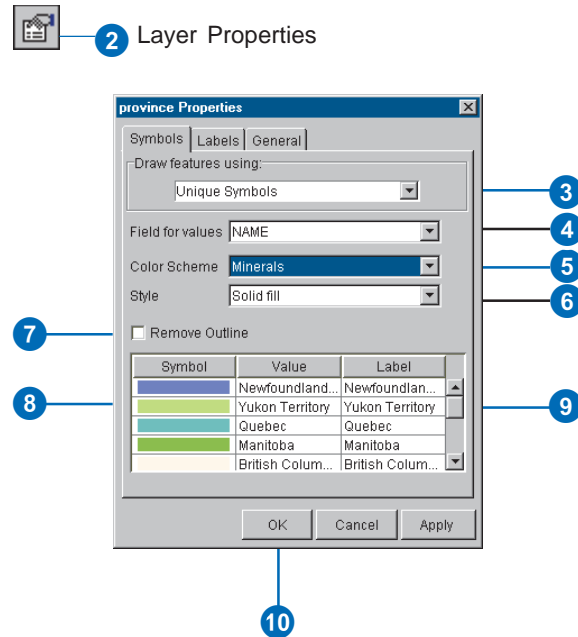 2 Layer Properties
province Properties
Symbols Labels General
Draw features using:
Unique Symbols
3
Field for values NAME
4
Color Scheme Minerals
5
Style Solid fill
6
7
Remove Outline
Symbol Value Label
8
Newfoundland... Newfoundlan...
9
Yukon Territory Yukon Territory
Quebec Quebec
Manitoba Manitoba
British Colum... British Colum...
OK Cancel Apply
10